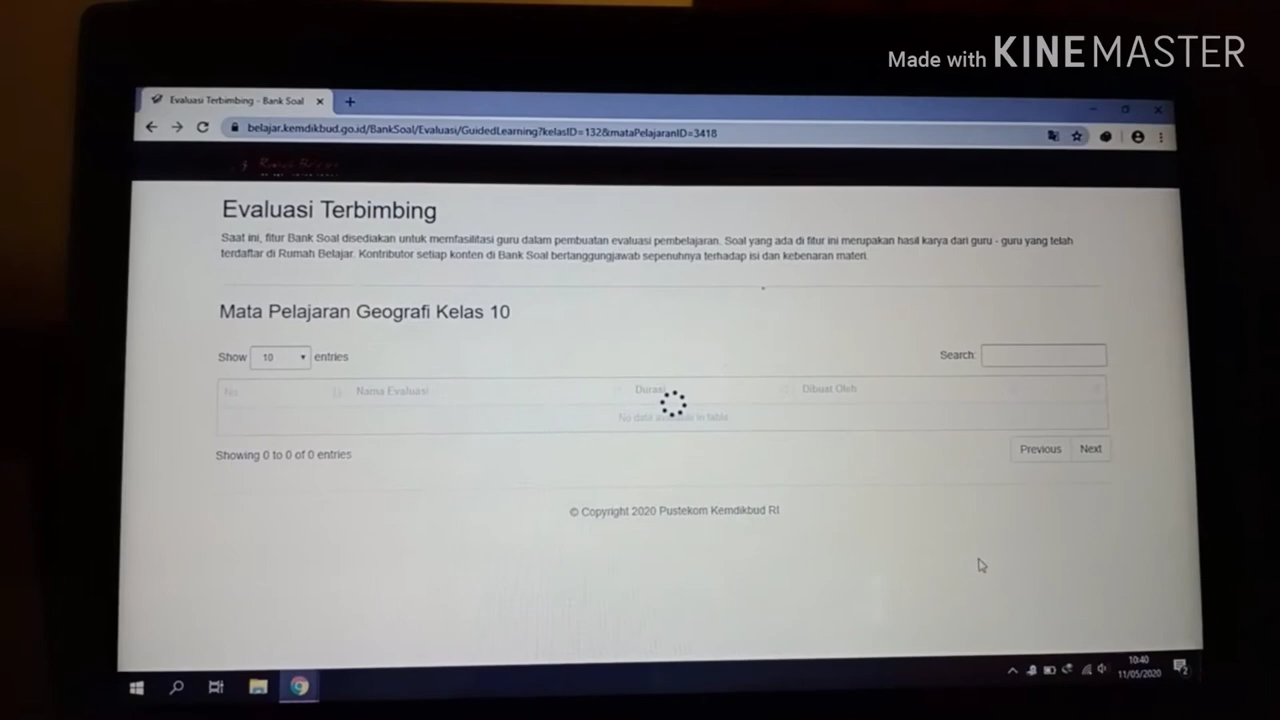 Made with KINEMASTER
Evaluasi Terbimbing - Bank Soal
belajar.kemdikbud.go.id/BankSoal/Evaluasi/GuidedLearning?kelasID=132&mataPelajaranID=3418
Evaluasi Terbimbing
Saat ini, fitur Bank Soal disediakan untuk memfasilitasi guru dalam pembuatan evaluasi pembelajaran. Soal yang ada di fitur ini merupakan hasil karya dari guru - guru yang telah
terdaftar di Rumah Belajar. Kontributor setiap konten di Bank Soal bertanggungjawab sepenuhnya terhadap isi dan kebenaran materi.
Mata Pelajaran Geografi Kelas 10
Show 10 entries Search:
No Nama Evaluasi Durasi Dibuat Oleh
No data available in table
Showing 0 to 0 of 0 entries Previous Next
© Copyright 2020 Pustekom Kemdikbud RI
10:40
11/05/2020